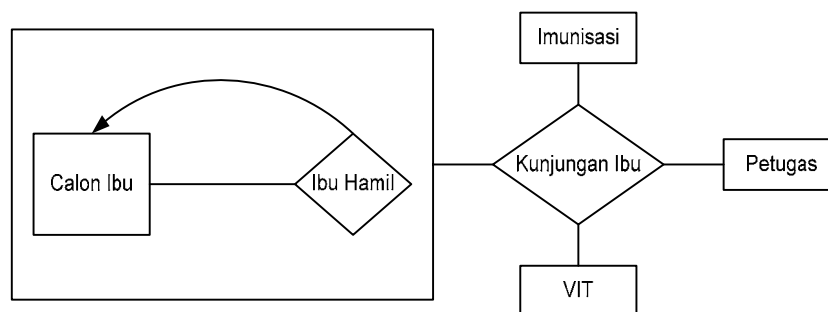 Imunisasi
Calon Ibu
Ibu Hamil
Kunjungan Ibu
Petugas
VIT